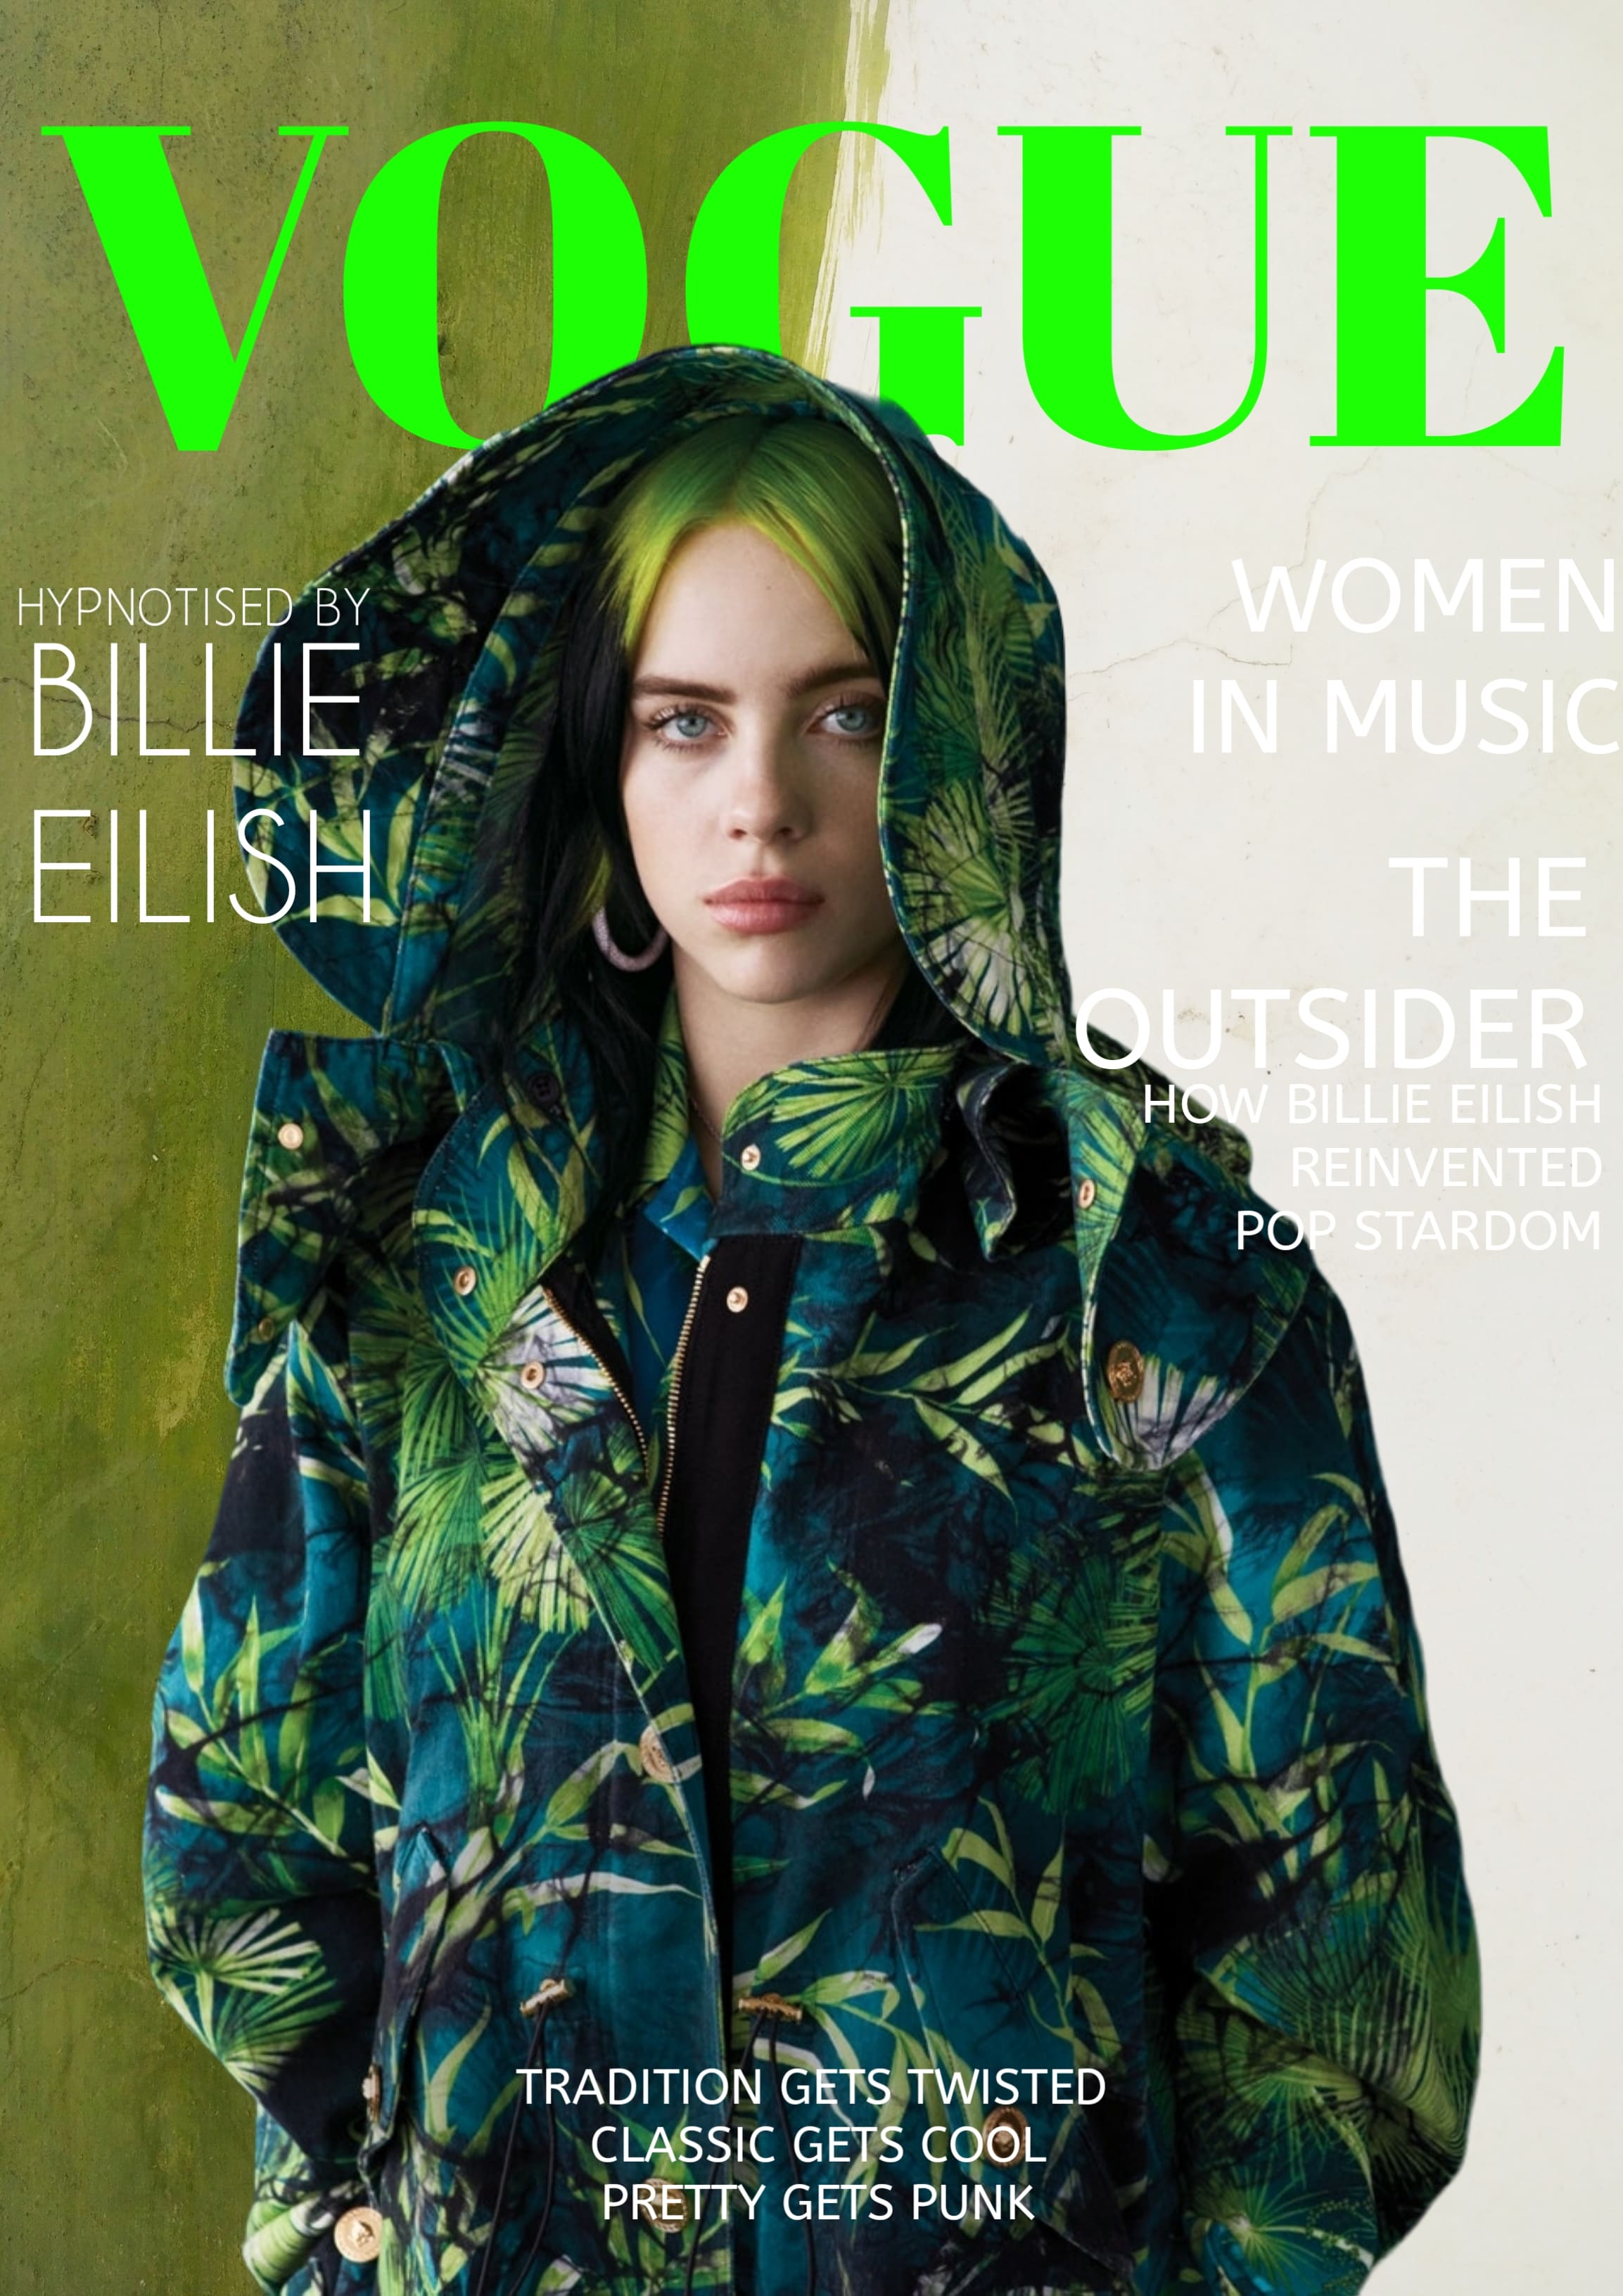 VOGUE
HYPNOTISED BY
BILLIE
EILISH
WOMEN
IN MUSIC
THE
OUTSIDER
HOW BILLIE EILISH
REINVENTED
POP STARDOM
TRADITION GETS TWISTED
CLASSIC GETS COOL
PRETTY GETS PUNK